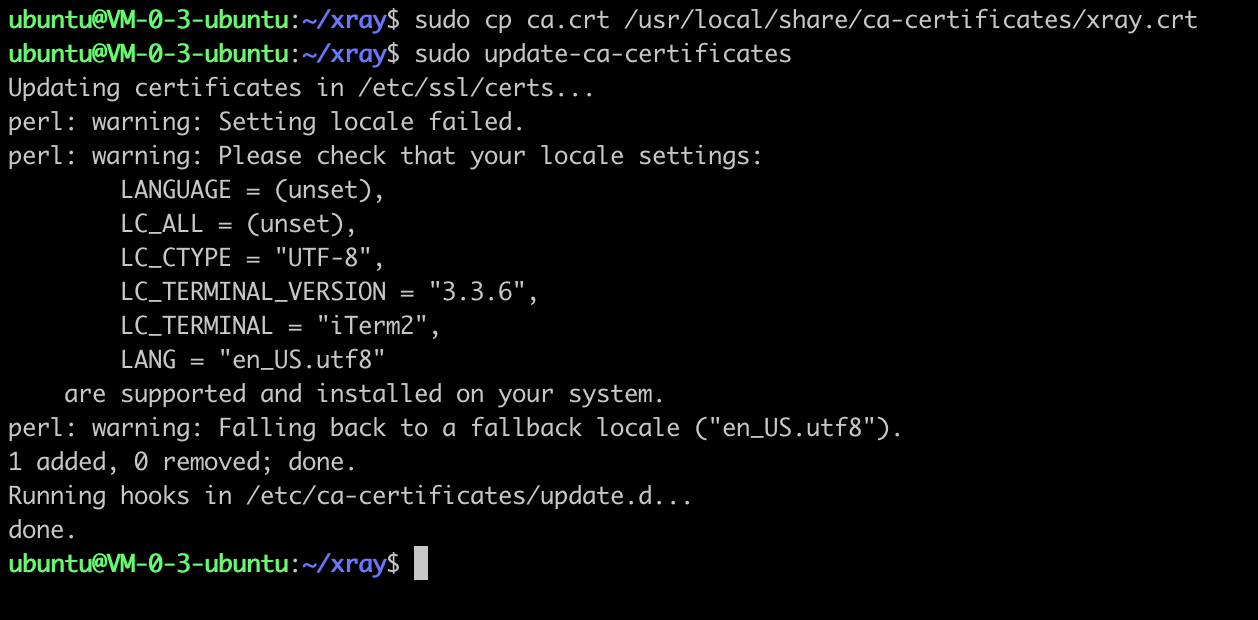 ubuntu@VM-0-3-ubuntu:~/xray$ sudo cp ca.crt /usr/local/share/ca-certificates/xray.crt
ubuntu@VM-0-3-ubuntu:~/xray$ sudo update-ca-certificates
Updating certificates in /etc/ssl/certs...
perl: warning: Setting locale failed.
perl: warning: Please check that your locale settings:
        LANGUAGE = (unset),
        LC_ALL = (unset),
        LC_CTYPE = "UTF-8",
        LC_TERMINAL_VERSION = "3.3.6",
        LC_TERMINAL = "iTerm2",
        LANG = "en_US.utf8"
    are supported and installed on your system.
perl: warning: Falling back to a fallback locale ("en_US.utf8").
1 added, 0 removed; done.
Running hooks in /etc/ca-certificates/update.d...
done.
ubuntu@VM-0-3-ubuntu:~/xray$